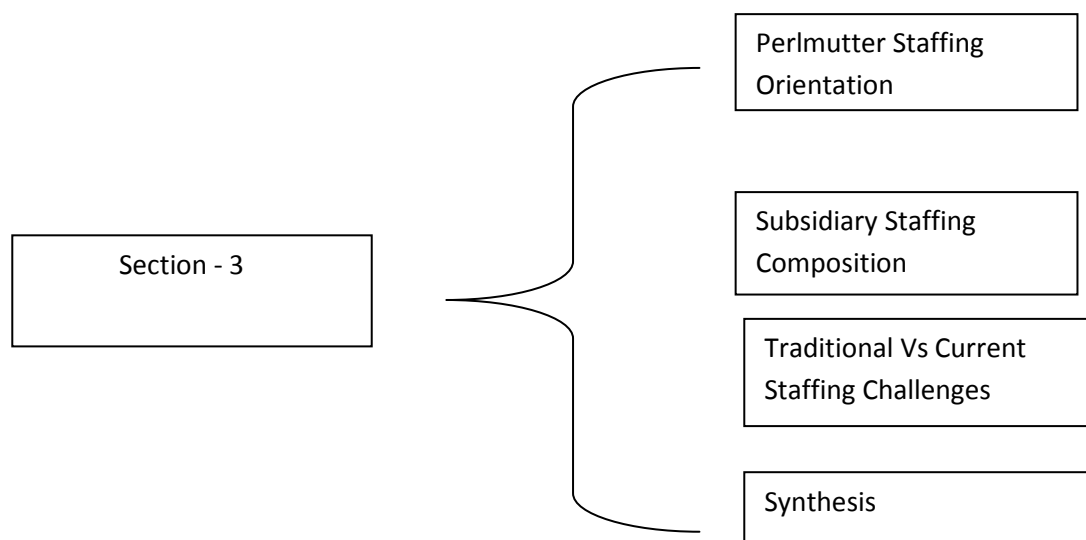 Perlmutter Staffing
Orientation
Section - 3
Subsidiary Staffing
Composition
Traditional Vs Current
Staffing Challenges
Synthesis